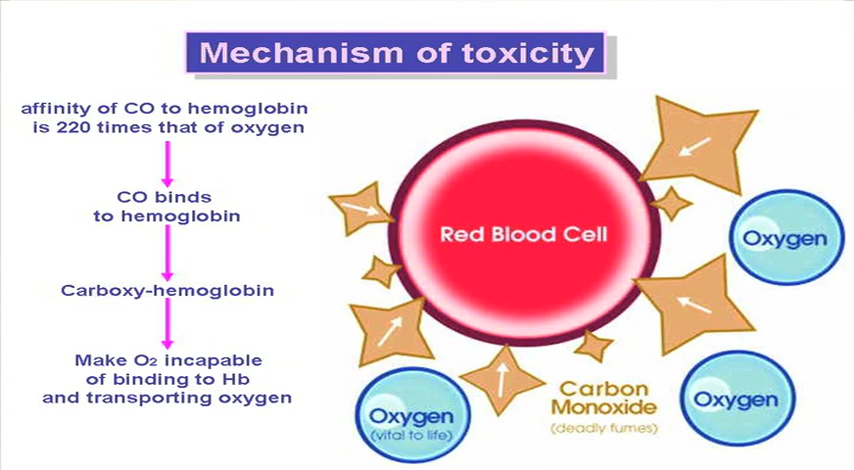 Mechanism of toxicity
affinity of CO to hemoglobin
is 220 times that of oxygen
CO binds
to hemoglobin
Carboxy-hemoglobin
Make O₂ incapable
of binding to Hb
and transporting oxygen
Red Blood Cell
Oxygen
Oxygen
Oxygen
(vital to life)
Carbon
Monoxide
(deadly fumes)